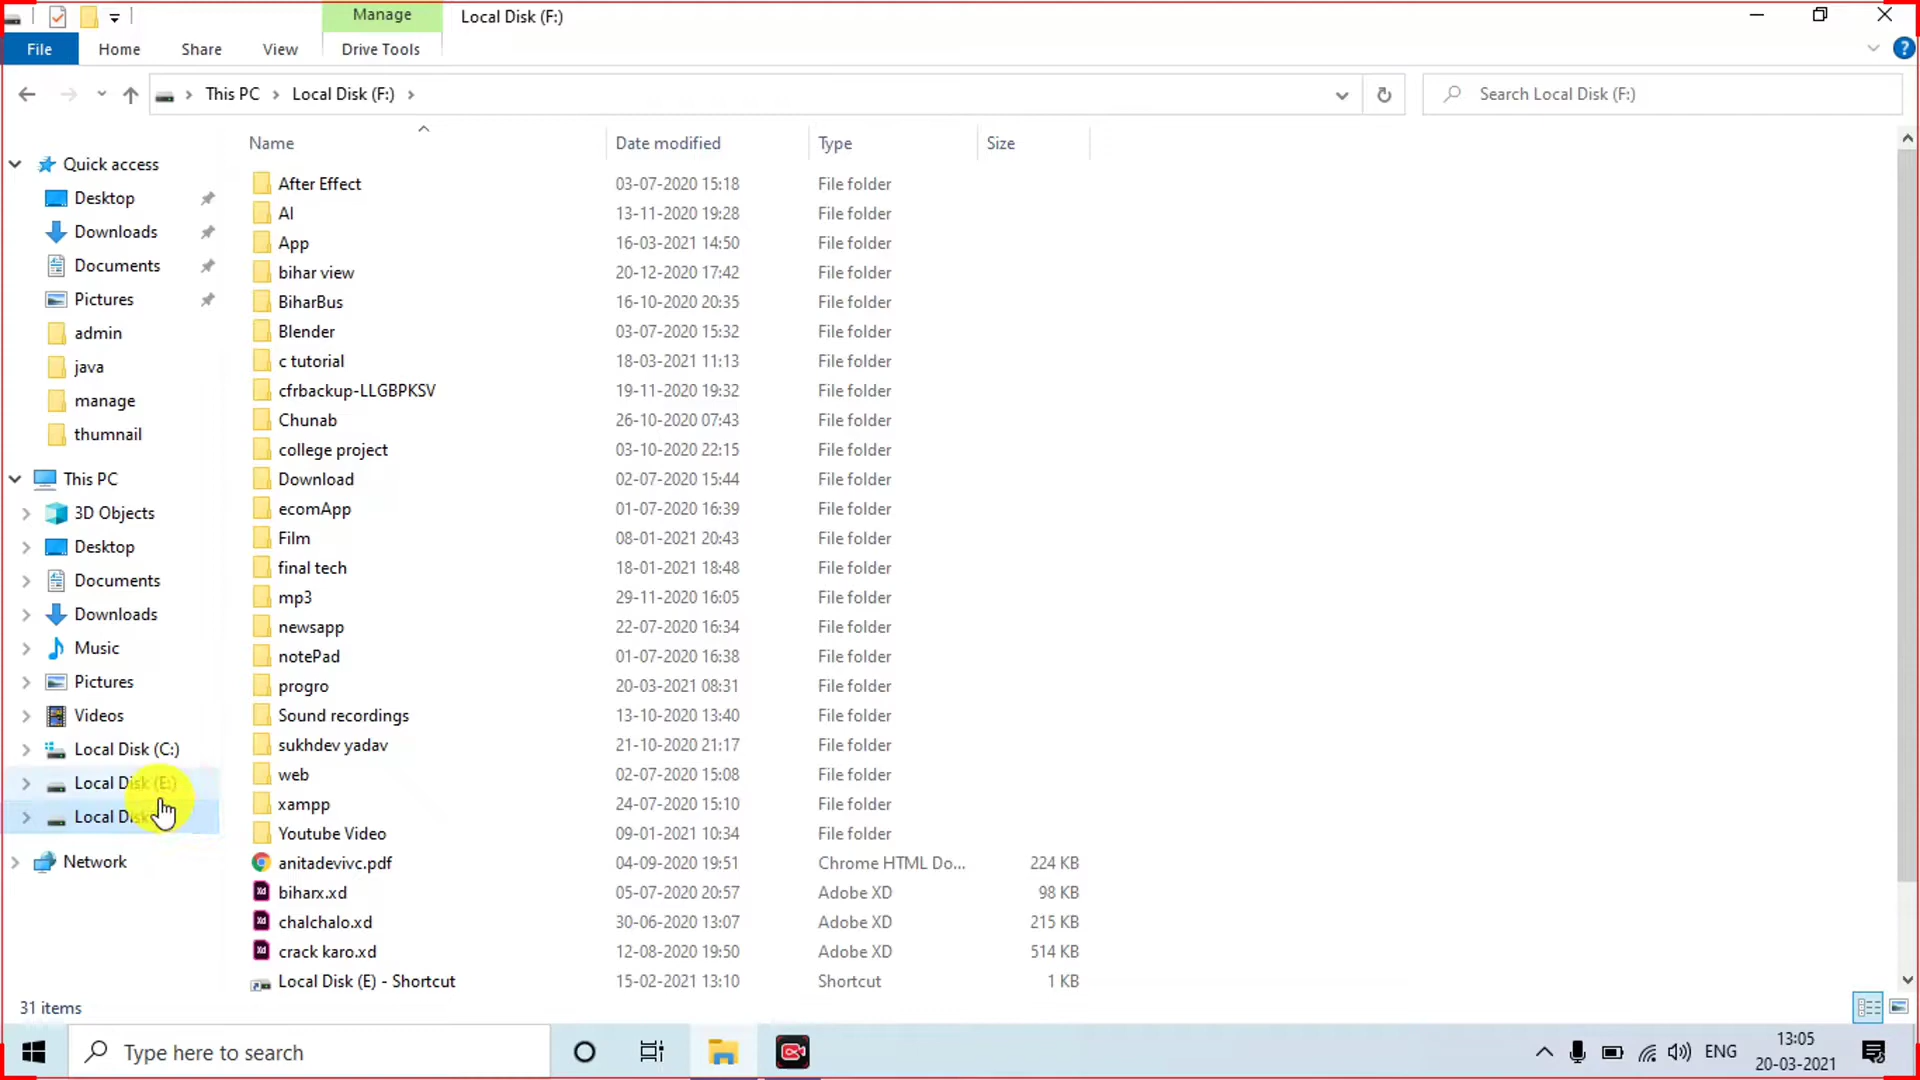 Manage
Local Disk (F:)
File
Home
Share
View
Drive Tools
?
This PC
Local Disk (F:)
Search Local Disk (F:)
Name
Date modified
Type
Size
Quick access
Desktop
Downloads
Documents
Pictures
admin
java
manage
thumnail
This PC
3D Objects
Desktop
Documents
Downloads
Music
Pictures
Videos
Local Disk (C:)
Local Disk (E:)
Local Disk
Network
After Effect 03-07-2020 15:18 File folder
AI 13-11-2020 19:28 File folder
App 16-03-2021 14:50 File folder
bihar view 20-12-2020 17:42 File folder
BiharBus 16-10-2020 20:35 File folder
Blender 03-07-2020 15:32 File folder
c tutorial 18-03-2021 11:13 File folder
cfrbackup-LLGBPKSV 19-11-2020 19:32 File folder
Chunab 26-10-2020 07:43 File folder
college project 03-10-2020 22:15 File folder
Download 02-07-2020 15:44 File folder
ecomApp 01-07-2020 16:39 File folder
Film 08-01-2021 20:43 File folder
final tech 18-01-2021 18:48 File folder
mp3 29-11-2020 16:05 File folder
newsapp 22-07-2020 16:34 File folder
notePad 01-07-2020 16:38 File folder
progro 20-03-2021 08:31 File folder
Sound recordings 13-10-2020 13:40 File folder
sukhdev yadav 21-10-2020 21:17 File folder
web 02-07-2020 15:08 File folder
xampp 24-07-2020 15:10 File folder
Youtube Video 09-01-2021 10:34 File folder
anitadevivc.pdf 04-09-2020 19:51 Chrome HTML Do... 224 KB
biharx.xd 05-07-2020 20:57 Adobe XD 98 KB
chalchalo.xd 30-06-2020 13:07 Adobe XD 215 KB
crack karo.xd 12-08-2020 19:50 Adobe XD 514 KB
Local Disk (E) - Shortcut 15-02-2021 13:10 Shortcut 1 KB
31 items
Type here to search
ENG
13:05
20-03-2021